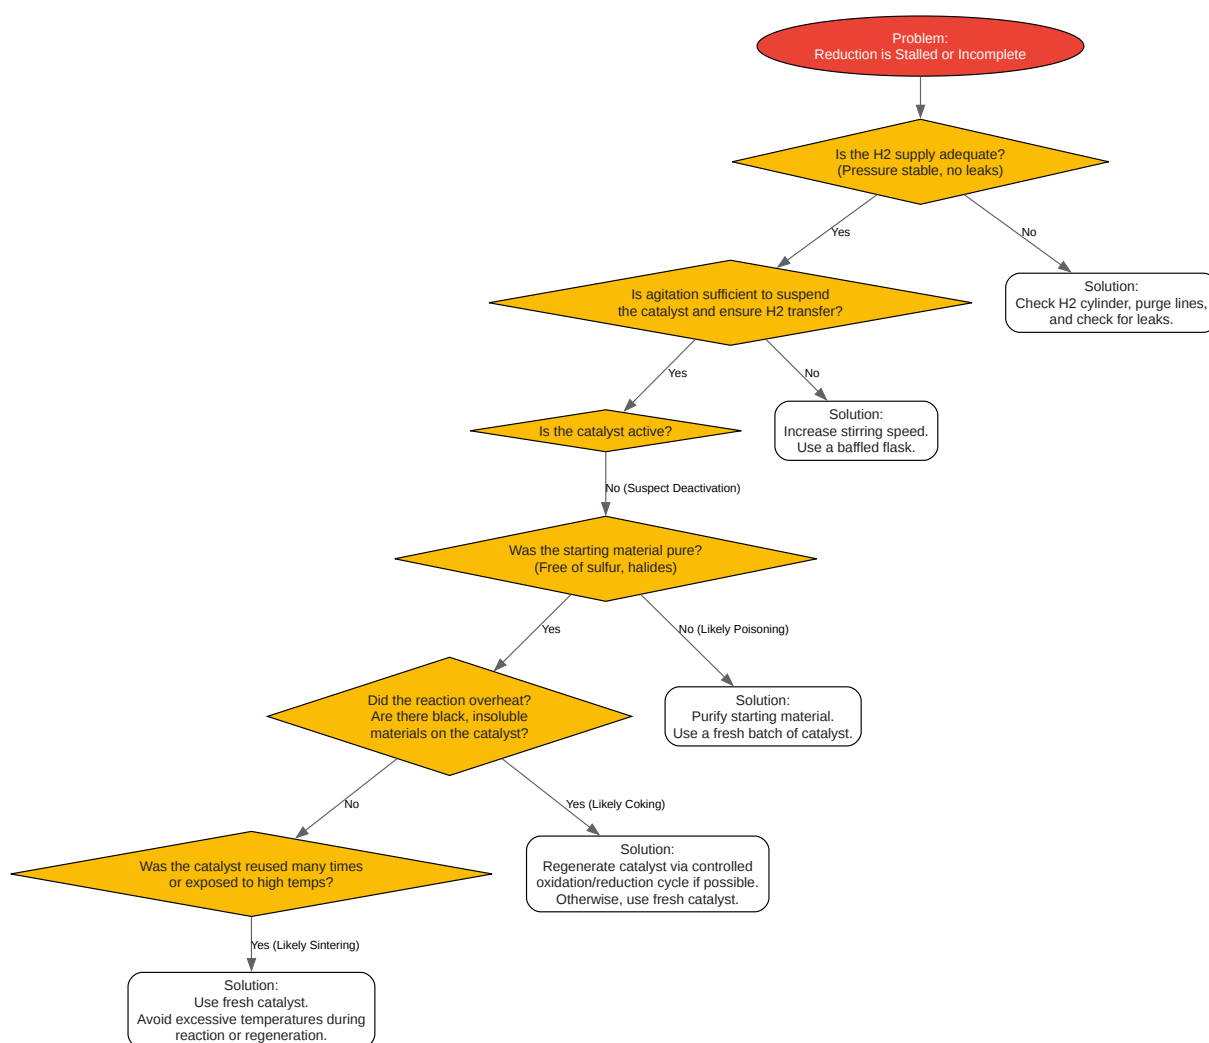 Problem:
Reduction is Stalled or Incomplete
Is the H2 supply adequate?
(Pressure stable, no leaks)
Yes
No
Is agitation sufficient to suspend
the catalyst and ensure H2 transfer?
Solution:
Check H2 cylinder, purge lines,
and check for leaks.
Yes
No
Is the catalyst active?
Solution:
Increase stirring speed.
Use a baffled flask.
No (Suspect Deactivation)
Was the starting material pure?
(Free of sulfur, halides)
Yes
No (Likely Poisoning)
Did the reaction overheat?
Are there black, insoluble
materials on the catalyst?
Solution:
Purify starting material.
Use a fresh batch of catalyst.
No
Yes (Likely Coking)
Was the catalyst reused many times
or exposed to high temps?
Solution:
Regenerate catalyst via controlled
oxidation/reduction cycle if possible.
Otherwise, use fresh catalyst.
Yes (Likely Sintering)
Solution:
Use fresh catalyst.
Avoid excessive temperatures during
reaction or regeneration.